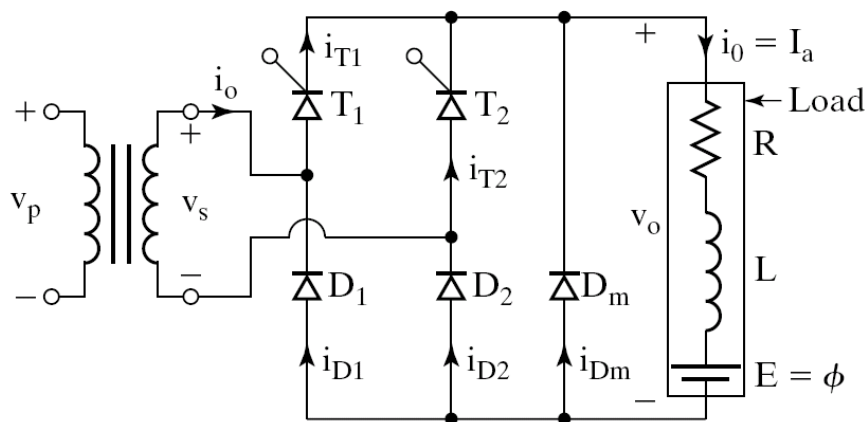 +
i_T1
i_0 = I_a
+
i_o
T_1
T_2
Load
+
R
v_p
v_s
i_T2
v_o
−
−
D_1
D_2
D_m
L
i_D1
i_D2
i_Dm
−
E = ϕ
+